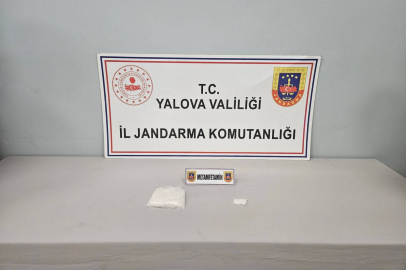 T.C.
YALOVA VALİLİĞİ
İL JANDARMA KOMUTANLIĞI
METAMFETAMİN